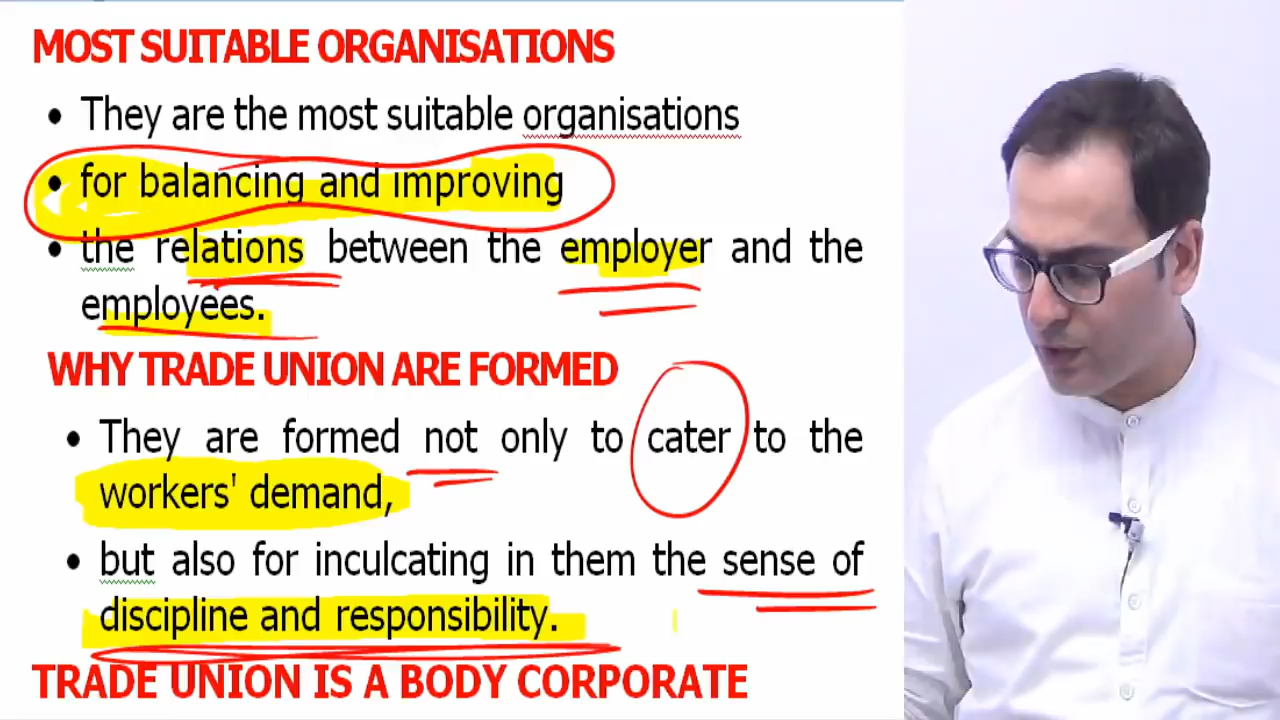 MOST SUITABLE ORGANISATIONS
• They are the most suitable organisations
• for balancing and improving
• the relations between the employer and the
employees.
WHY TRADE UNION ARE FORMED
• They are formed not only to cater to the
workers' demand,
• but also for inculcating in them the sense of
discipline and responsibility.
TRADE UNION IS A BODY CORPORATE